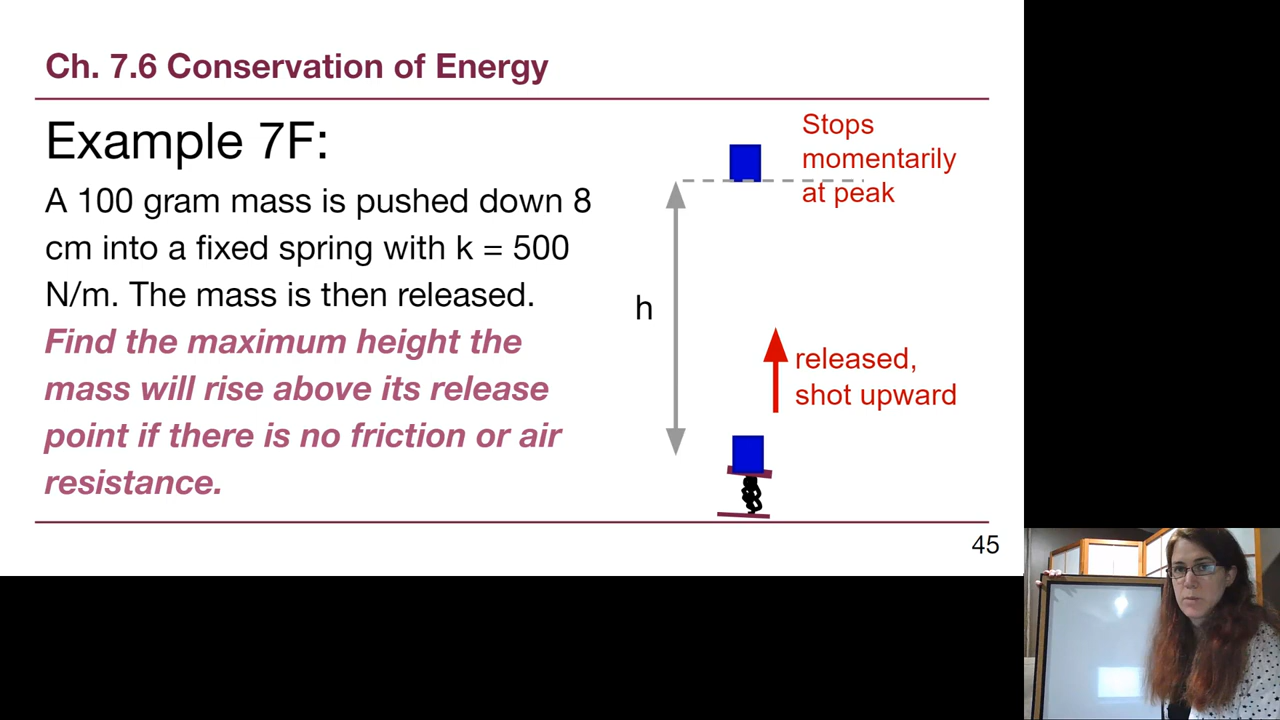 Ch. 7.6 Conservation of Energy
Example 7F:
A 100 gram mass is pushed down 8
cm into a fixed spring with k = 500
N/m. The mass is then released.
Find the maximum height the
mass will rise above its release
point if there is no friction or air
resistance.
Stops
momentarily
at peak
h
released,
shot upward
45